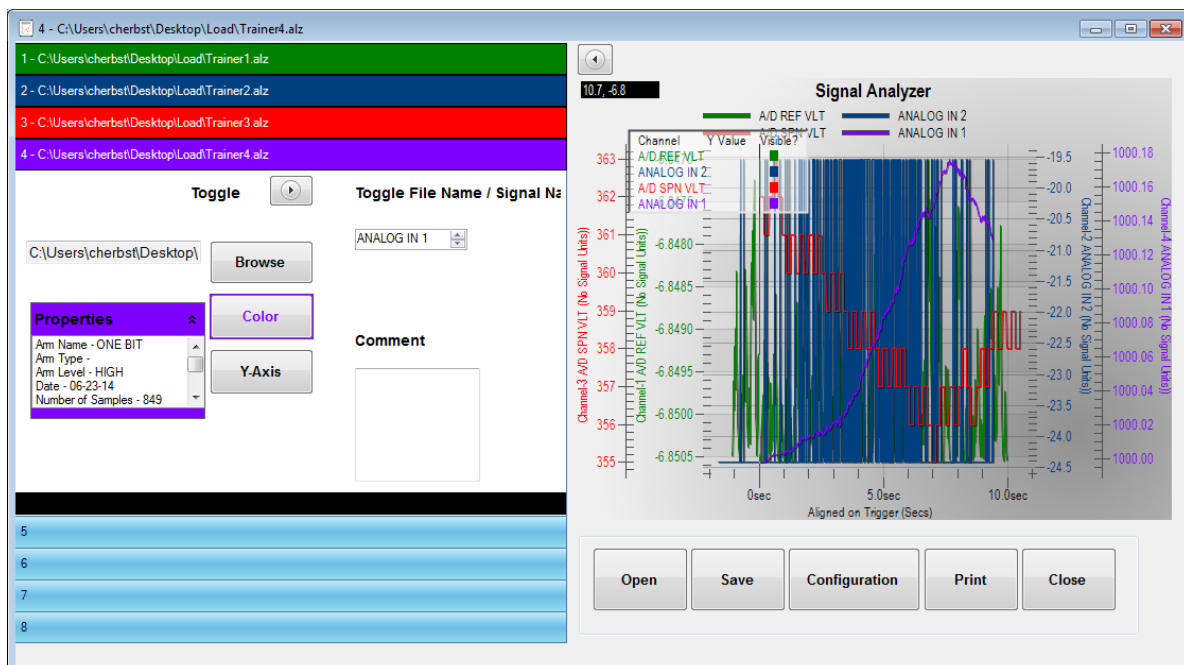 4 - C:\Users\cherbst\Desktop\Load\Trainer4.alz
1 - C:\Users\cherbst\Desktop\Load\Trainer1.alz
2 - C:\Users\cherbst\Desktop\Load\Trainer2.alz
3 - C:\Users\cherbst\Desktop\Load\Trainer3.alz
4 - C:\Users\cherbst\Desktop\Load\Trainer4.alz
Toggle
Toggle File Name / Signal Na
ANALOG IN 1
C:\Users\cherbst\Desktop\
Browse
Color
Y-Axis
Properties
Arm Name - ONE BIT
Arm Type -
Arm Level - HIGH
Date - 06-23-14
Number of Samples - 849
Comment
5
6
7
8
10.7, -6.8
Signal Analyzer
A/D REF VLT
ANALOG IN 2
A/D SPN VLT
ANALOG IN 1
Channel Y Value Visible?
A/D REF VLT
ANALOG IN 2
A/D SPN VLT
ANALOG IN 1
Channel-3 A/D SPN VLT (No Signal Units))
363
362
361
360
359
358
357
356
355
Channel-1 A/D REF VLT (No Signal Units))
-6.8470
-6.8475
-6.8480
-6.8485
-6.8490
-6.8495
-6.8500
-6.8505
-19.5
-20.0
-20.5
-21.0
-21.5
-22.0
-22.5
-23.0
-23.5
-24.0
-24.5
Channel-2 ANALOG IN 2 (No Signal Units))
1000.18
1000.16
1000.14
1000.12
1000.10
1000.08
1000.06
1000.04
1000.02
1000.00
Channel-4 ANALOG IN 1 (No Signal Units))
0sec 5.0sec 10.0sec
Aligned on Trigger (Secs)
Open
Save
Configuration
Print
Close